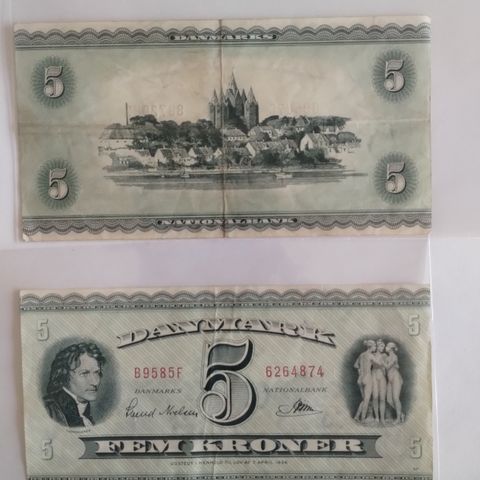 DANMARKS
5 5
5 5
NATIONALBANK
5 DANMARK 5
B9585F 5 6264874
DANMARKS NATIONALBANK
5 FEM KRONER 5